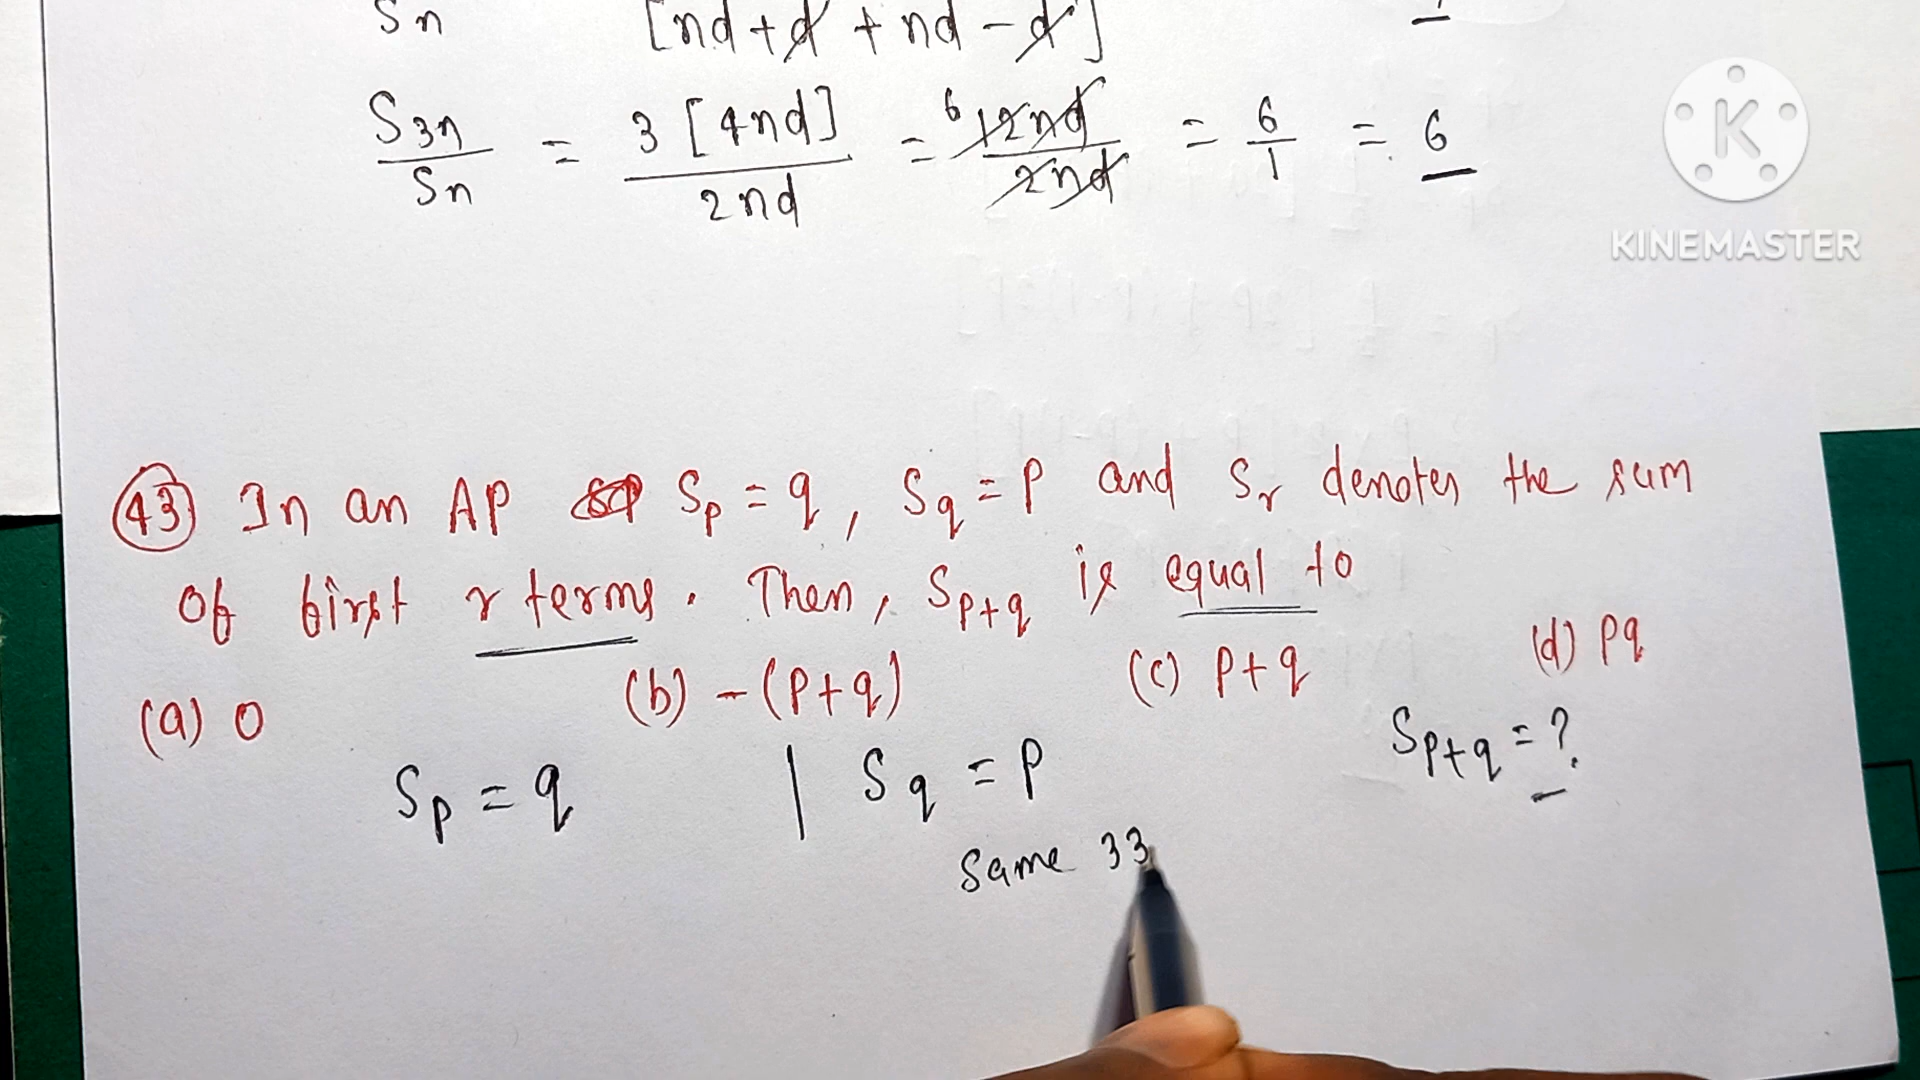 Sn [nd + d + nd - d]
S3n/Sn = 3[4nd]/2nd = 6 12nd/2nd = 6/1 = 6
K
KINEMASTER
(43) In an AP Sp = q, Sq = p and Sr denotes the sum
of first r terms. Then, Sp+q is equal to
(a) 0 (b) -(p+q) (c) p+q (d) pq
Sp = q | Sq = p Sp+q = ?
Same 33